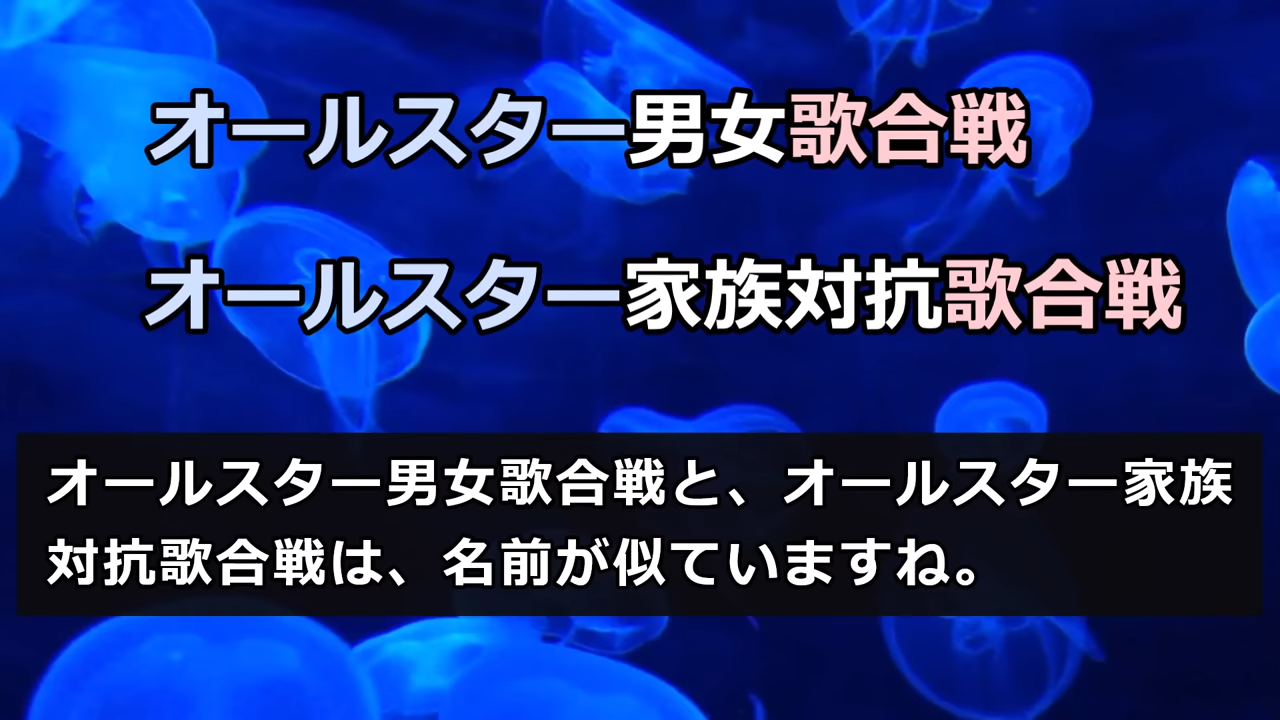 オールスター男女歌合戦
オールスター家族対抗歌合戦
オールスター男女歌合戦と、オールスター家族
対抗歌合戦は、名前が似ていますね。